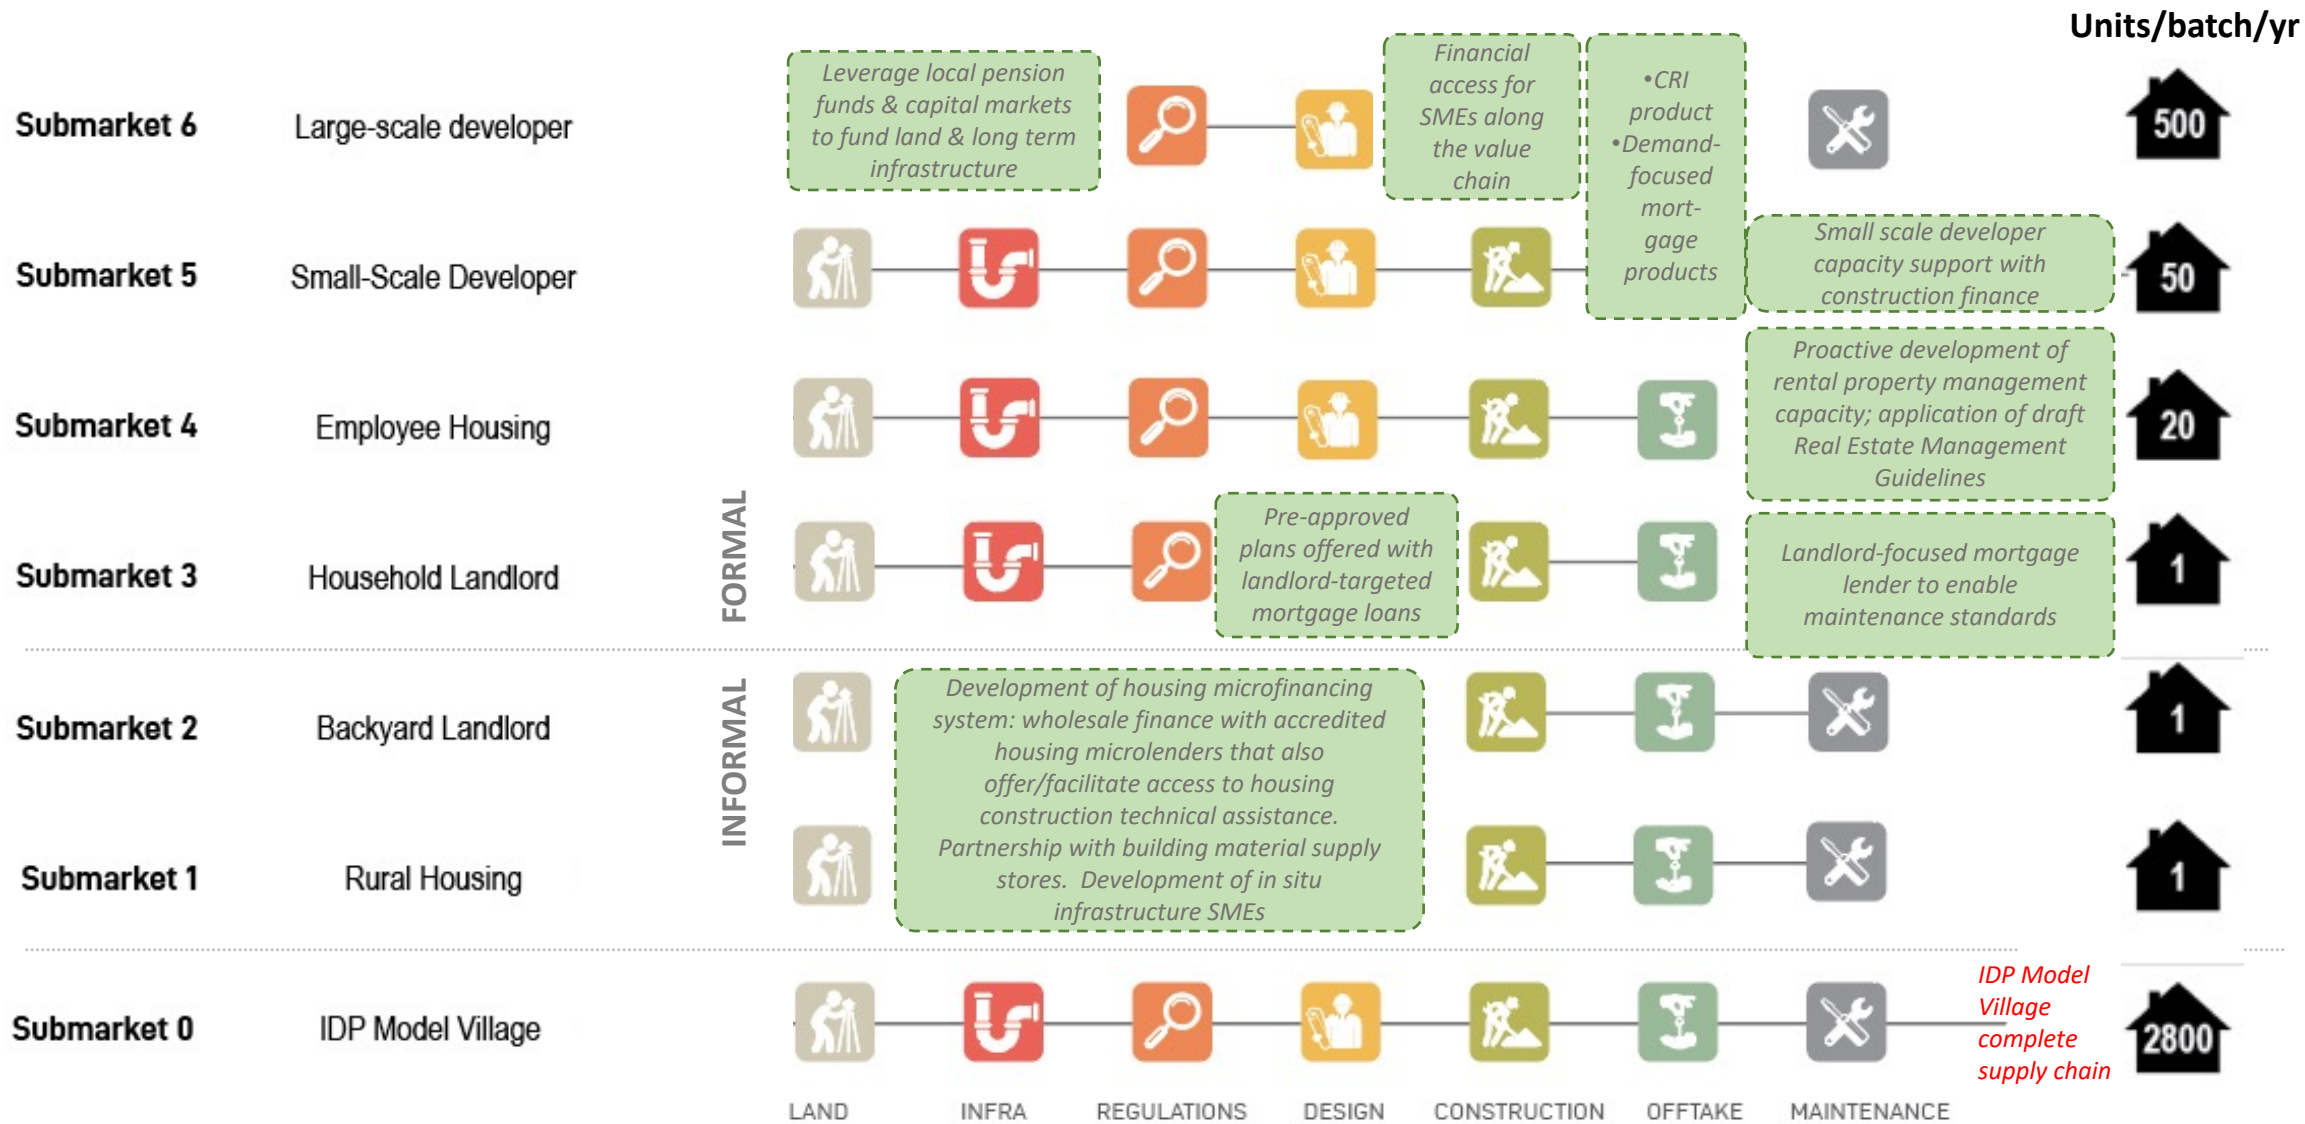 Units/batch/yr
Submarket 6
Large-scale developer
Leverage local pension
funds & capital markets
to fund land & long term
infrastructure
Financial
access for
SMEs along
the value
chain
•CRI
product
•Demand-
focused
mort-
gage
products
500
Submarket 5
Small-Scale Developer
Small scale developer
capacity support with
construction finance
50
Submarket 4
Employee Housing
Proactive development of
rental property management
capacity; application of draft
Real Estate Management
Guidelines
20
FORMAL
Submarket 3
Household Landlord
Pre-approved
plans offered with
landlord-targeted
mortgage loans
Landlord-focused mortgage
lender to enable
maintenance standards
1
INFORMAL
Submarket 2
Backyard Landlord
Development of housing microfinancing
system: wholesale finance with accredited
housing microlenders that also
offer/facilitate access to housing
construction technical assistance.
Partnership with building material supply
stores.  Development of in situ
infrastructure SMEs
1
Submarket 1
Rural Housing
1
Submarket 0
IDP Model Village
IDP Model
Village
complete
supply chain
2800
LAND
INFRA
REGULATIONS
DESIGN
CONSTRUCTION
OFFTAKE
MAINTENANCE